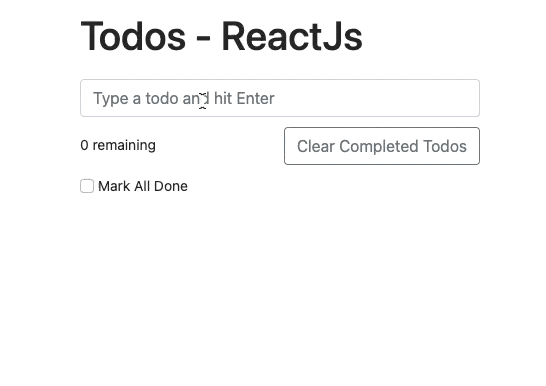 Todos - ReactJs
Type a todo and hit Enter
0 remaining
Clear Completed Todos
Mark All Done